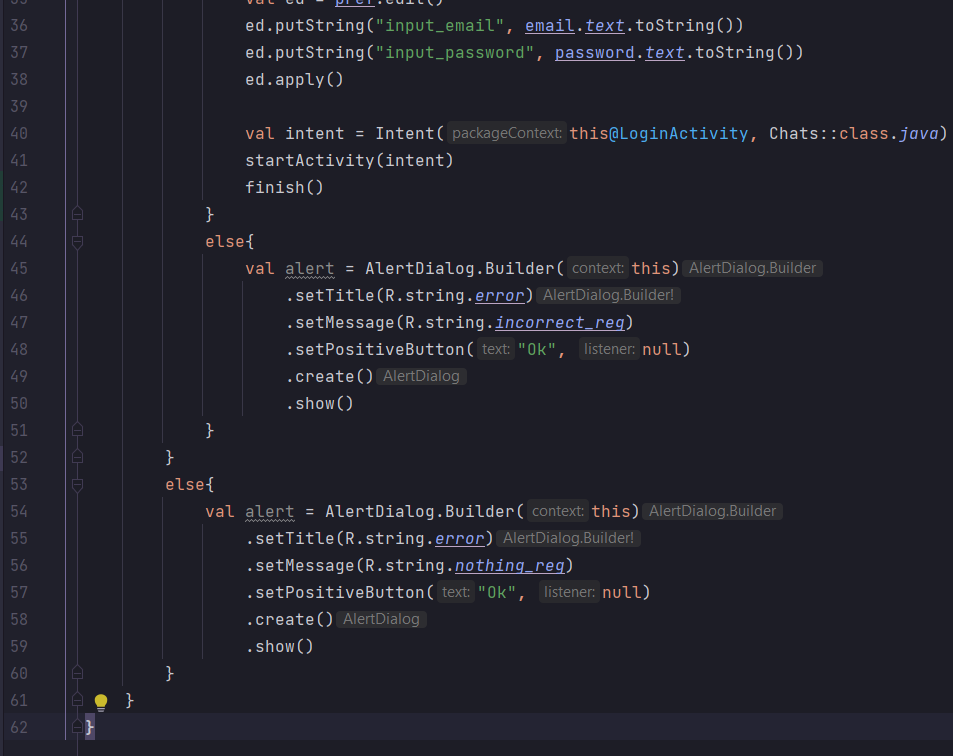 35 val ed = pref.edit()
36 ed.putString("input_email", email.text.toString())
37 ed.putString("input_password", password.text.toString())
38 ed.apply()
39
40 val intent = Intent( packageContext: this@LoginActivity, Chats::class.java)
41 startActivity(intent)
42 finish()
43 }
44 else{
45 val alert = AlertDialog.Builder( context: this) AlertDialog.Builder
46 .setTitle(R.string.error) AlertDialog.Builder!
47 .setMessage(R.string.incorrect_req)
48 .setPositiveButton( text: "Ok", listener: null)
49 .create() AlertDialog
50 .show()
51 }
52 }
53 else{
54 val alert = AlertDialog.Builder( context: this) AlertDialog.Builder
55 .setTitle(R.string.error) AlertDialog.Builder!
56 .setMessage(R.string.nothing_req)
57 .setPositiveButton( text: "Ok", listener: null)
58 .create() AlertDialog
59 .show()
60 }
61 }
62 }